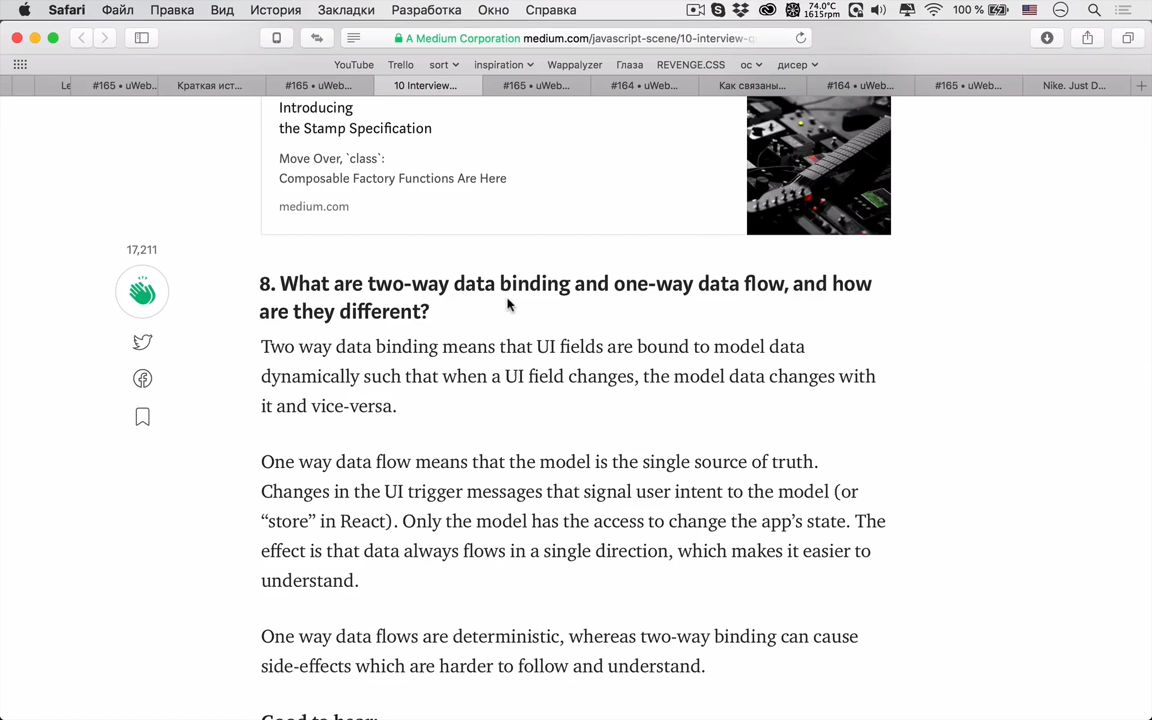 Safari Файл Правка Вид История Закладки Разработка Окно Справка 74.0°C 1615rpm 100 %
A Medium Corporation medium.com/javascript-scene/10-interview-q
YouTube Trello sort inspiration Wappalyzer Глаза REVENGE.CSS ос дисер
Le #165 • uWeb.. Краткая ист... #165 • uWeb... 10 Interview... #165 • uWeb... #164 • uWeb... Как связаны... #164 • uWeb... #165 • uWeb... Nike. Just D...
Introducing
the Stamp Specification
Move Over, `class`:
Composable Factory Functions Are Here
medium.com
17,211
8. What are two-way data binding and one-way data flow, and how
are they different?
Two way data binding means that UI fields are bound to model data
dynamically such that when a UI field changes, the model data changes with
it and vice-versa.
One way data flow means that the model is the single source of truth.
Changes in the UI trigger messages that signal user intent to the model (or
“store” in React). Only the model has the access to change the app’s state. The
effect is that data always flows in a single direction, which makes it easier to
understand.
One way data flows are deterministic, whereas two-way binding can cause
side-effects which are harder to follow and understand.
Good to hear: